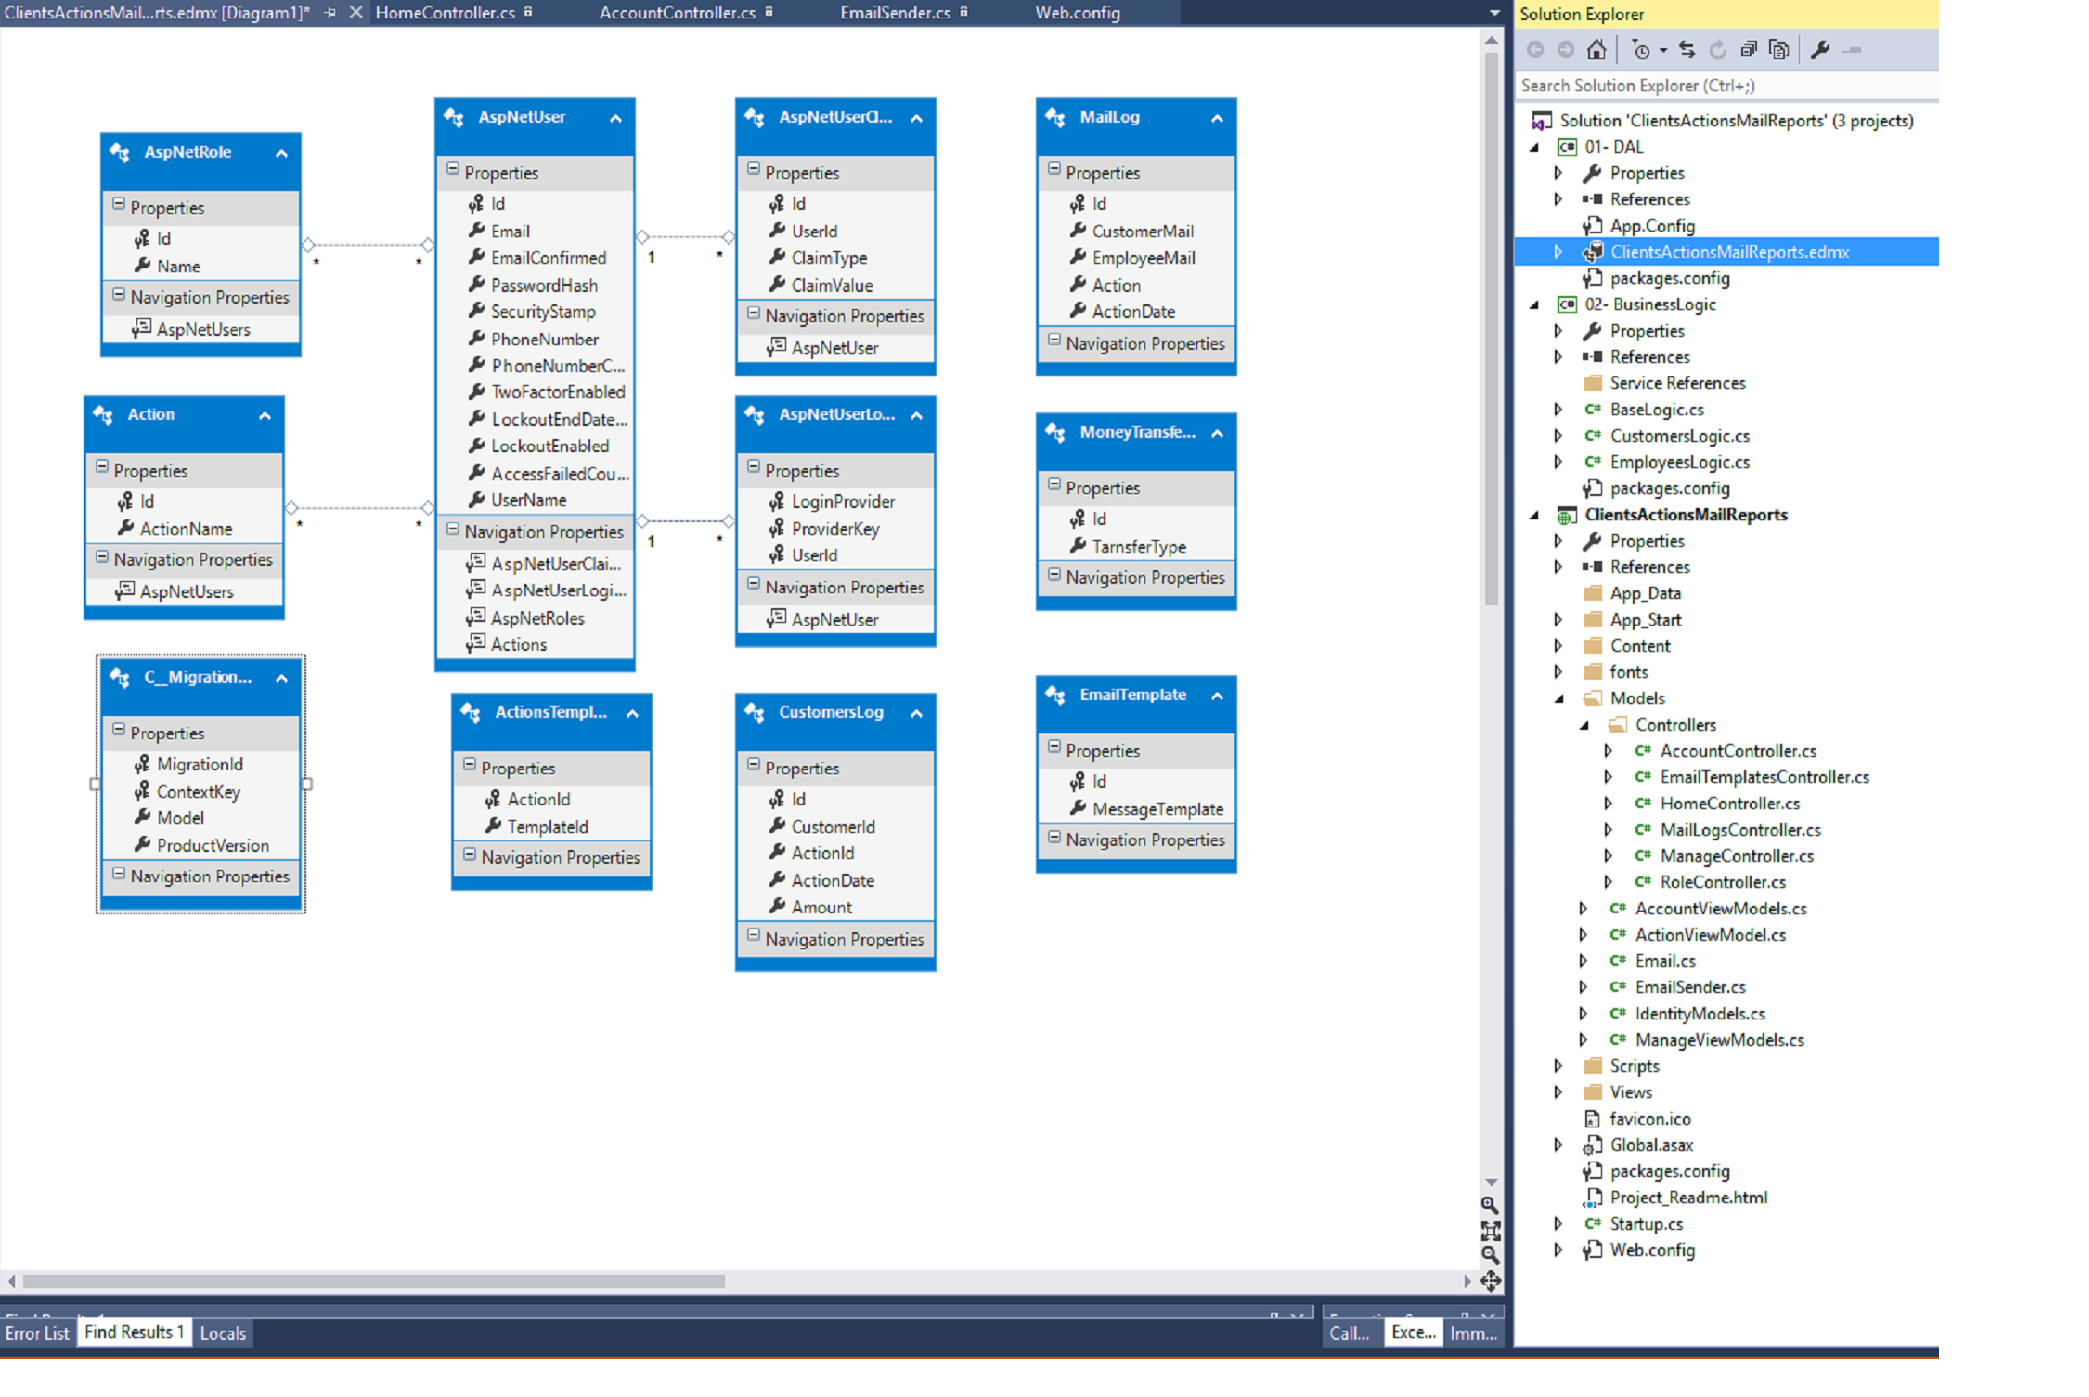 ClientsActionsMail...rts.edmx [Diagram1]*
HomeController.cs
AccountController.cs
EmailSender.cs
Web.config
AspNetRole
Properties
Id
Name
Navigation Properties
AspNetUsers
Action
Properties
Id
ActionName
Navigation Properties
AspNetUsers
C__Migration...
Properties
MigrationId
ContextKey
Model
ProductVersion
Navigation Properties
* *
* *
AspNetUser
Properties
Id
Email
EmailConfirmed
PasswordHash
SecurityStamp
PhoneNumber
PhoneNumberC...
TwoFactorEnabled
LockoutEndDate...
LockoutEnabled
AccessFailedCou...
UserName
Navigation Properties
AspNetUserClai...
AspNetUserLogi...
AspNetRoles
Actions
ActionsTempl...
Properties
ActionId
TemplateId
Navigation Properties
1 *
1 *
AspNetUserCl...
Properties
Id
UserId
ClaimType
ClaimValue
Navigation Properties
AspNetUser
AspNetUserLo...
Properties
LoginProvider
ProviderKey
UserId
Navigation Properties
AspNetUser
CustomersLog
Properties
Id
CustomerId
ActionId
ActionDate
Amount
Navigation Properties
MailLog
Properties
Id
CustomerMail
EmployeeMail
Action
ActionDate
Navigation Properties
MoneyTransfe...
Properties
Id
TarnsferType
Navigation Properties
EmailTemplate
Properties
Id
MessageTemplate
Navigation Properties
Error List
Find Results 1
Locals
Call...
Exce...
Imm...
Solution Explorer
Search Solution Explorer (Ctrl+;)
Solution 'ClientsActionsMailReports' (3 projects)
C# 01- DAL
Properties
References
App.Config
ClientsActionsMailReports.edmx
packages.config
C# 02- BusinessLogic
Properties
References
Service References
C# BaseLogic.cs
C# CustomersLogic.cs
C# EmployeesLogic.cs
packages.config
ClientsActionsMailReports
Properties
References
App_Data
App_Start
Content
fonts
Models
Controllers
C# AccountController.cs
C# EmailTemplatesController.cs
C# HomeController.cs
C# MailLogsController.cs
C# ManageController.cs
C# RoleController.cs
C# AccountViewModels.cs
C# ActionViewModel.cs
C# Email.cs
C# EmailSender.cs
C# IdentityModels.cs
C# ManageViewModels.cs
Scripts
Views
favicon.ico
Global.asax
packages.config
Project_Readme.html
C# Startup.cs
Web.config